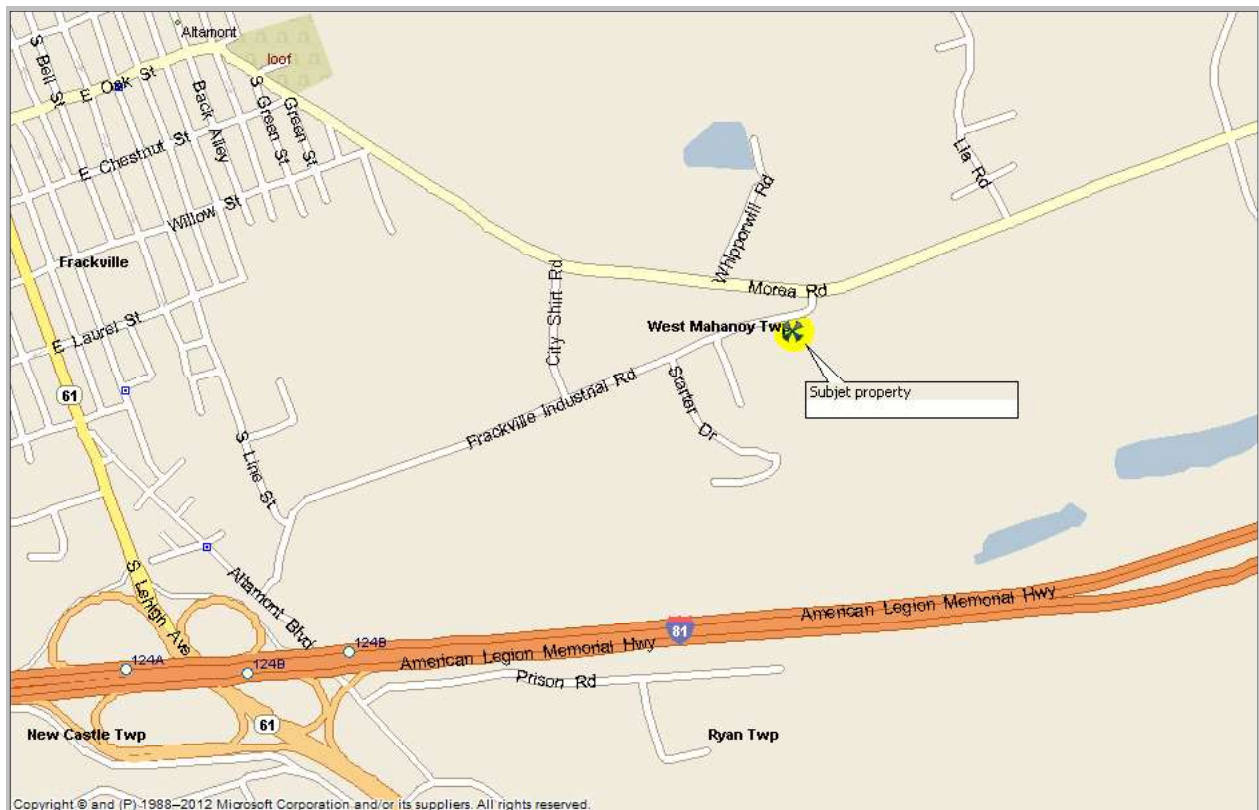 Altamont
loof
S Bell St
E Oak St
Back Alley
S Green St
Green St
E Chestnut St
Willow St
Lia Rd
Whipporwill Rd
Frackville
City Shirt Rd
Morea Rd
West Mahanoy Twp
E Laurel St
61
Subjet property
Starter Dr
Frackville Industrial Rd
S Line St
S Lehigh Ave
Altamont Blvd
American Legion Memorial Hwy
81
124A
124B
124B
American Legion Memorial Hwy
Prison Rd
61
New Castle Twp
Ryan Twp
Copyright © and (P) 1988–2012 Microsoft Corporation and/or its suppliers. All rights reserved.